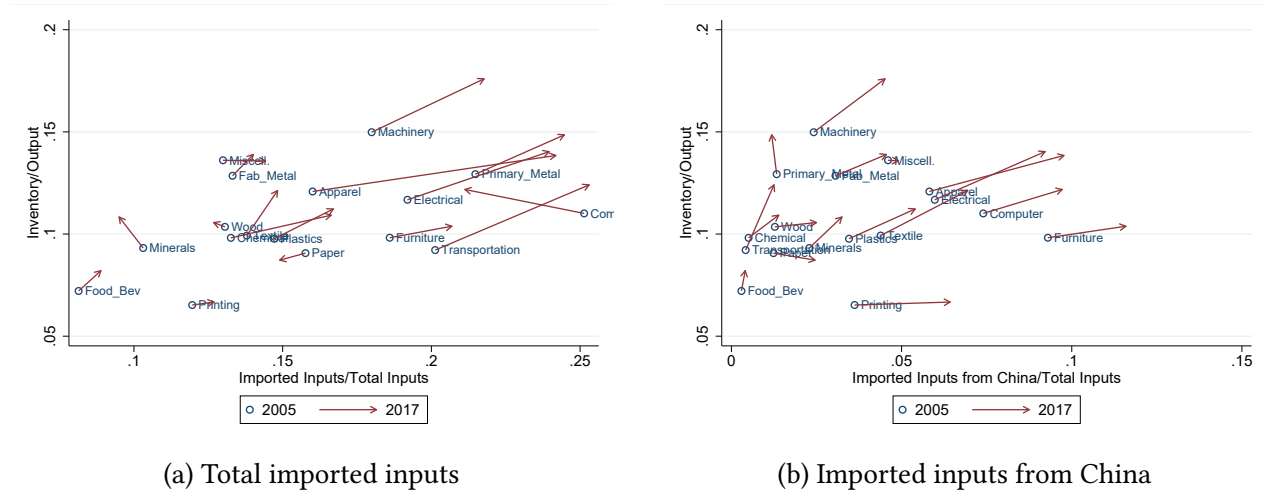 .2
.15
.1
.05
Inventory/Output
Machinery
Miscell.
Fab_Metal
Primary_Metal
Apparel
Electrical
Com
Wood
Textile
Chemical
Plastics
Furniture
Minerals
Transportation
Paper
Food_Bev
Printing
.1 .15 .2 .25
Imported Inputs/Total Inputs
2005 2017
(a) Total imported inputs
.2
.15
.1
.05
Inventory/Output
Machinery
Miscell.
Primary_Metal
Fab_Metal
Apparel
Electrical
Computer
Wood
Chemical
Plastics
Textile
Furniture
Transportation
Minerals
Paper
Food_Bev
Printing
0 .05 .1 .15
Imported Inputs from China/Total Inputs
2005 2017
(b) Imported inputs from China